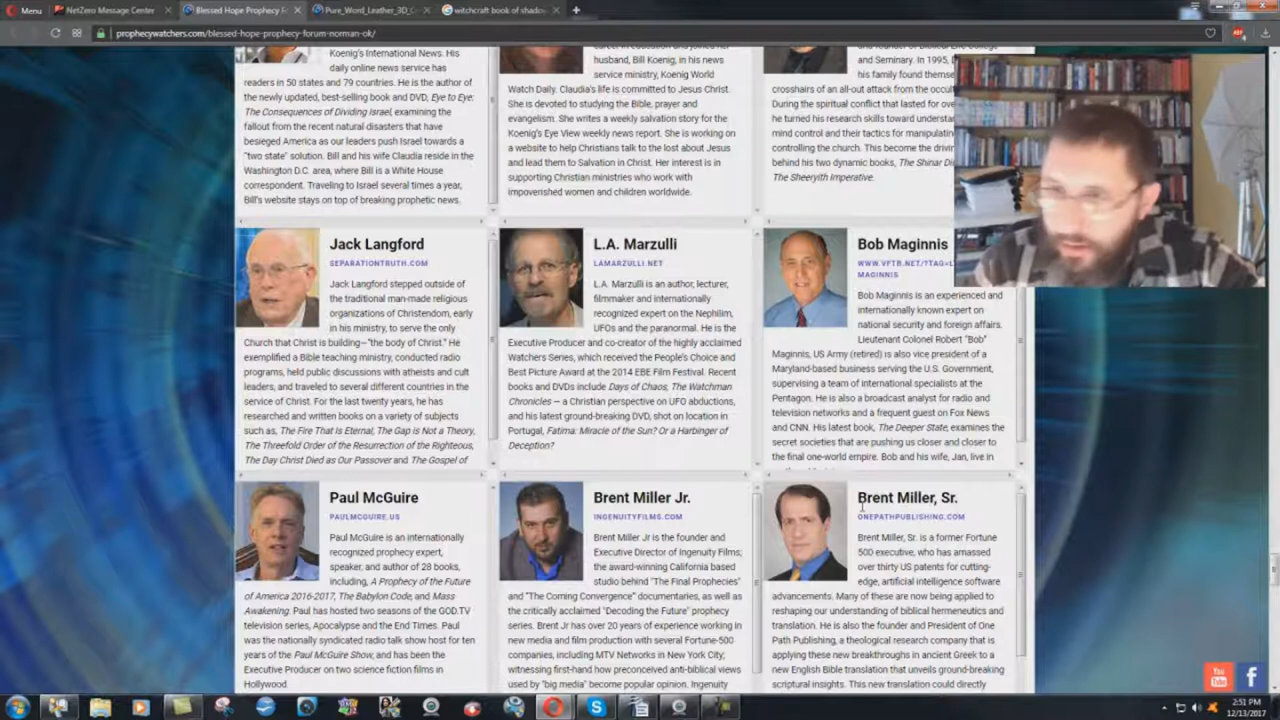 Menu
NetZero Message Center
Blessed Hope Prophecy F
Pure_Word_Leather_3D_
witchcraft book of shadow
prophecywatchers.com/blessed-hope-prophecy-forum-norman-ok/
Koenig's International News. His
daily online news service has
readers in 50 states and 79 countries. He is the author of
the newly updated, best-selling book and DVD, Eye to Eye:
The Consequences of Dividing Israel, examining the
fallout from the recent natural disasters that have
besieged America as our leaders push Israel towards a
"two state" solution. Bill and his wife Claudia reside in the
Washington D.C. area, where Bill is a White House
correspondent. Traveling to Israel several times a year,
Bill's website stays on top of breaking prophetic news.
career in education and joined her
husband, Bill Koenig, in his news
service ministry, Koenig World
Watch Daily. Claudia's life is committed to Jesus Christ.
She is devoted to studying the Bible, prayer and
evangelism. She writes a weekly salvation story for the
Koenig's Eye View weekly news report. She is working on
a website to help Christians talk to the lost about Jesus
and lead them to Salvation in Christ. Her interest is in
supporting Christian ministries who work with
impoverished women and children worldwide.
and founder of Biblical Life College
and Seminary. In 1995,
his family found themse
crosshairs of an all-out attack from the occult
During the spiritual conflict that lasted for ove
he turned his research skills toward understan
mind control and their tactics for manipulating
controlling the church. This become the drivin
behind his two dynamic books, The Shinar Di
The Sheeryith Imperative.
Jack Langford
SEPARATIONTRUTH.COM
Jack Langford stepped outside of
the traditional man-made religious
organizations of Christendom, early
in his ministry, to serve the only
Church that Christ is building—"the body of Christ." He
exemplified a Bible teaching ministry, conducted radio
programs, held public discussions with atheists and cult
leaders, and traveled to several different countries in the
service of Christ. For the last twenty years, he has
researched and written books on a variety of subjects
such as, The Fire That Is Eternal, The Gap is Not a Theory,
The Threefold Order of the Resurrection of the Righteous,
The Day Christ Died as Our Passover and The Gospel of
L.A. Marzulli
LAMARZULLI.NET
L.A. Marzulli is an author, lecturer,
filmmaker and internationally
recognized expert on the Nephilim,
UFOs and the paranormal. He is the
Executive Producer and co-creator of the highly acclaimed
Watchers Series, which received the People's Choice and
Best Picture Award at the 2014 EBE Film Festival. Recent
books and DVDs include Days of Chaos, The Watchman
Chronicles — a Christian perspective on UFO abductions,
and his latest ground-breaking DVD, shot on location in
Portugal, Fatima: Miracle of the Sun? Or a Harbinger of
Deception?
Bob Maginnis
WWW.VFTB.NET/?TAG=L
MAGINNIS
Bob Maginnis is an experienced and
internationally known expert on
national security and foreign affairs.
Lieutenant Colonel Robert "Bob"
Maginnis, US Army (retired) is also vice president of a
Maryland-based business serving the U.S. Government,
supervising a team of international specialists at the
Pentagon. He is also a broadcast analyst for radio and
television networks and a frequent guest on Fox News
and CNN. His latest book, The Deeper State, examines the
secret societies that are pushing us closer and closer to
the final one-world empire. Bob and his wife, Jan, live in
Paul McGuire
PAULMCGUIRE.US
Paul McGuire is an internationally
recognized prophecy expert,
speaker, and author of 28 books,
including, A Prophecy of the Future
of America 2016-2017, The Babylon Code, and Mass
Awakening. Paul has hosted two seasons of the GOD.TV
television series, Apocalypse and the End Times. Paul
was the nationally syndicated radio talk show host for ten
years of the Paul McGuire Show, and has been the
Executive Producer on two science fiction films in
Hollywood.
Brent Miller Jr.
INGENUITYFILMS.COM
Brent Miller Jr is the founder and
Executive Director of Ingenuity Films;
the award-winning California based
studio behind "The Final Prophecies"
and "The Coming Convergence" documentaries, as well as
the critically acclaimed "Decoding the Future" prophecy
series. Brent Jr has over 20 years of experience working in
new media and film production with several Fortune-500
companies, including MTV Networks in New York City;
witnessing first-hand how preconceived anti-biblical views
used by "big media" become popular opinion. Ingenuity
Brent Miller, Sr.
ONEPATHPUBLISHING.COM
Brent Miller, Sr. is a former Fortune
500 executive, who has amassed
over thirty US patents for cutting-
edge, artificial intelligence software
advancements. Many of these are now being applied to
reshaping our understanding of biblical hermeneutics and
translation. He is also the founder and President of One
Path Publishing, a theological research company that is
applying these new breakthroughs in ancient Greek to a
new English Bible translation that unveils ground-breaking
scriptural insights. This new translation could directly
You
Tube
2:51 PM
12/13/2017